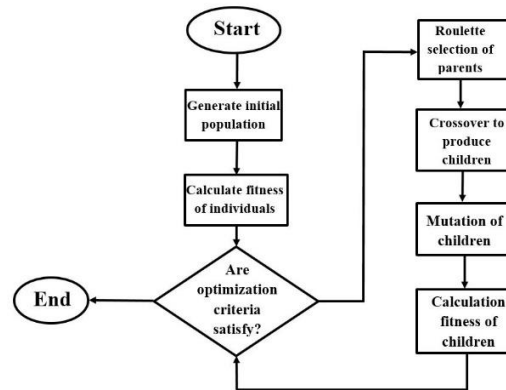 Start
Generate initial
population
Calculate fitness
of individuals
Are
optimization
criteria
satisfy?
End
Roulette
selection of
parents
Crossover to
produce
children
Mutation of
children
Calculation
fitness of
children